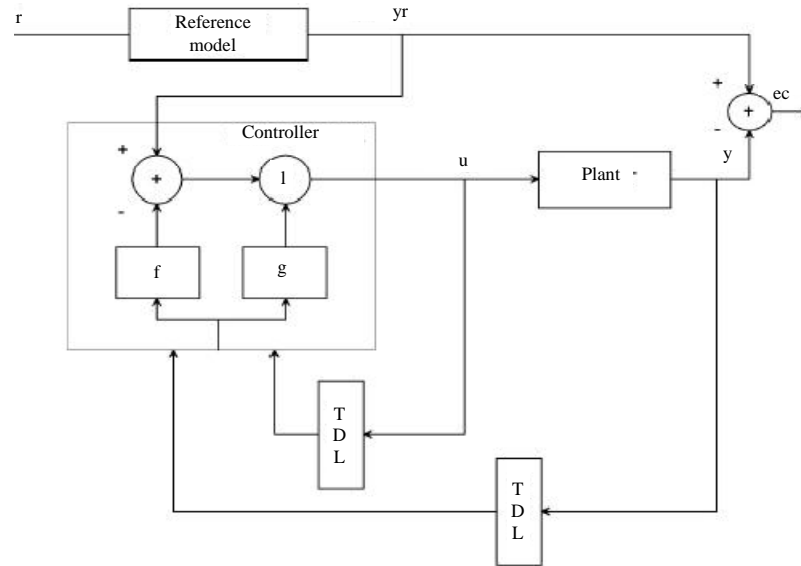 r
Reference
model
yr
+
-
+
ec
Controller
+
-
+
l
u
Plant -
y
f
g
T
D
L
T
D
L